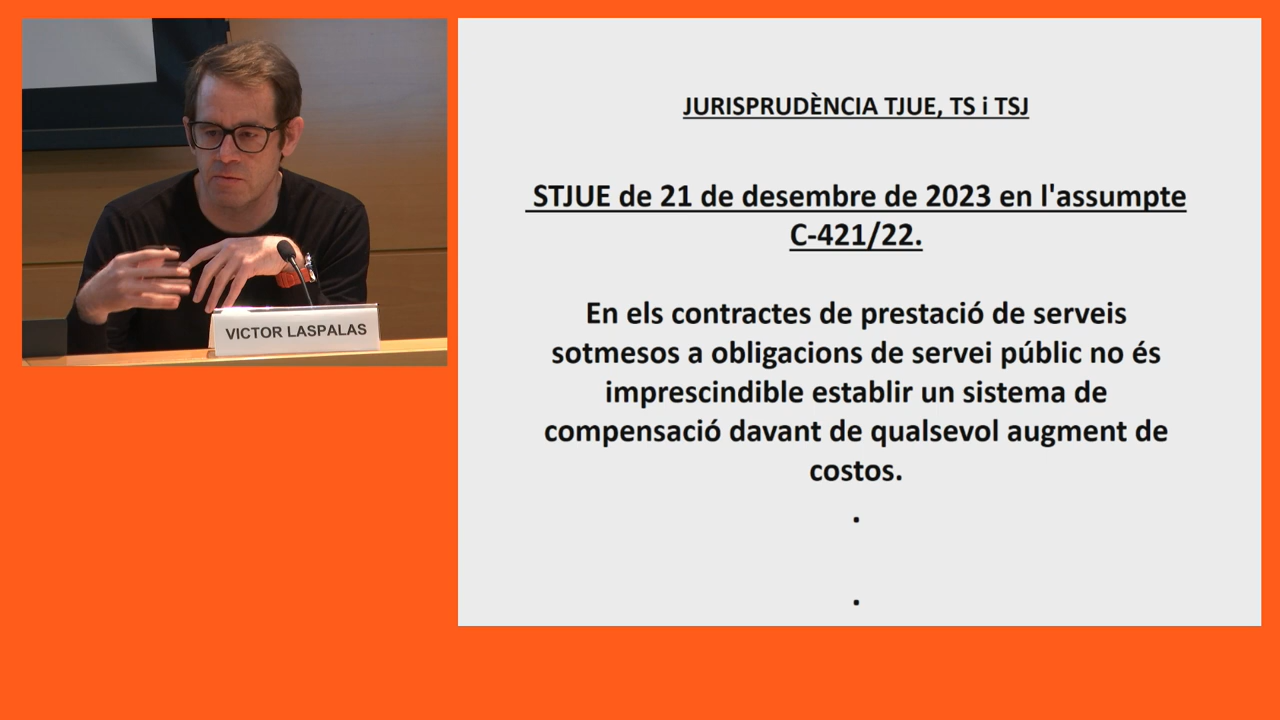 VICTOR LASPALAS
JURISPRUDÈNCIA TJUE, TS i TSJ
STJUE de 21 de desembre de 2023 en l'assumpte
C-421/22.
En els contractes de prestació de serveis
sotmesos a obligacions de servei públic no és
imprescindible establir un sistema de
compensació davant de qualsevol augment de
costos.
.
.